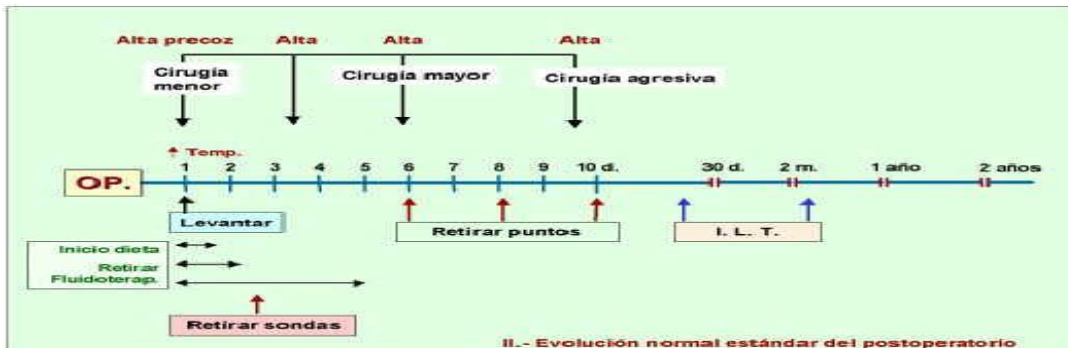 Alta precoz Alta Alta Alta
Cirugía menor
Cirugía mayor
Cirugía agresiva
Temp.
OP.
1 2 3 4 5 6 7 8 9 10 d. 30 d. 2 m. 1 año 2 años
Levantar
Retirar puntos
I. L. T.
Inicio dieta
Retirar
Fluidoterap.
Retirar sondas
II.- Evolución normal estándar del postoperatorio